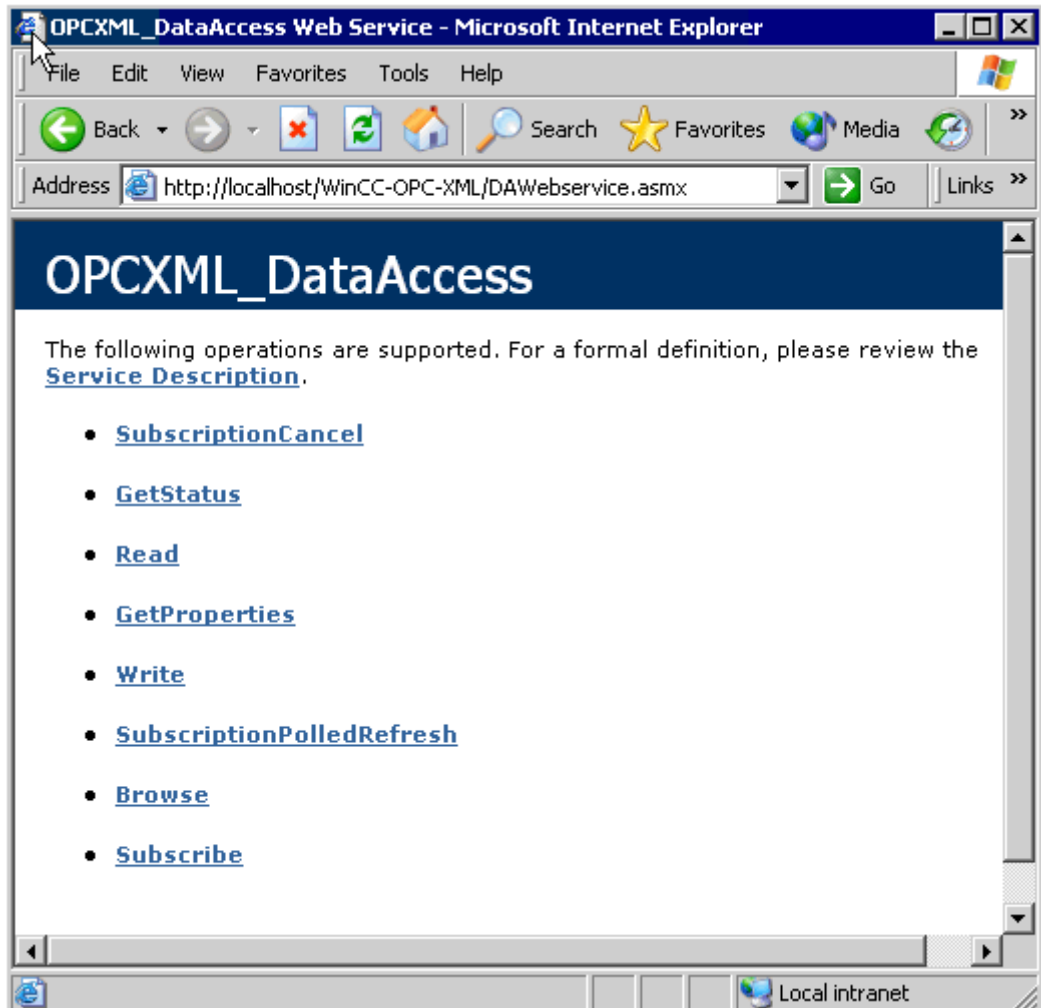 OPCXML_DataAccess Web Service - Microsoft Internet Explorer
File Edit View Favorites Tools Help
Back Search Favorites Media »
Address http://localhost/WinCC-OPC-XML/DAWebservice.asmx Go Links »
OPCXML_DataAccess
The following operations are supported. For a formal definition, please review the
Service Description.
• SubscriptionCancel
• GetStatus
• Read
• GetProperties
• Write
• SubscriptionPolledRefresh
• Browse
• Subscribe
Local intranet